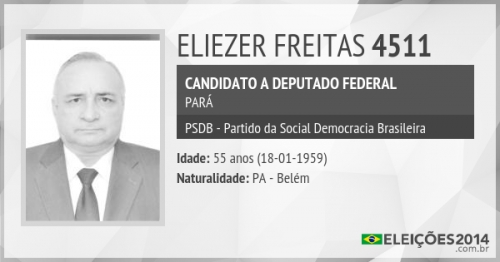 ELIEZER FREITAS 4511
CANDIDATO A DEPUTADO FEDERAL
PARÁ
PSDB - Partido da Social Democracia Brasileira
Idade: 55 anos (18-01-1959)
Naturalidade: PA - Belém
ELEIÇÕES2014
.com.br